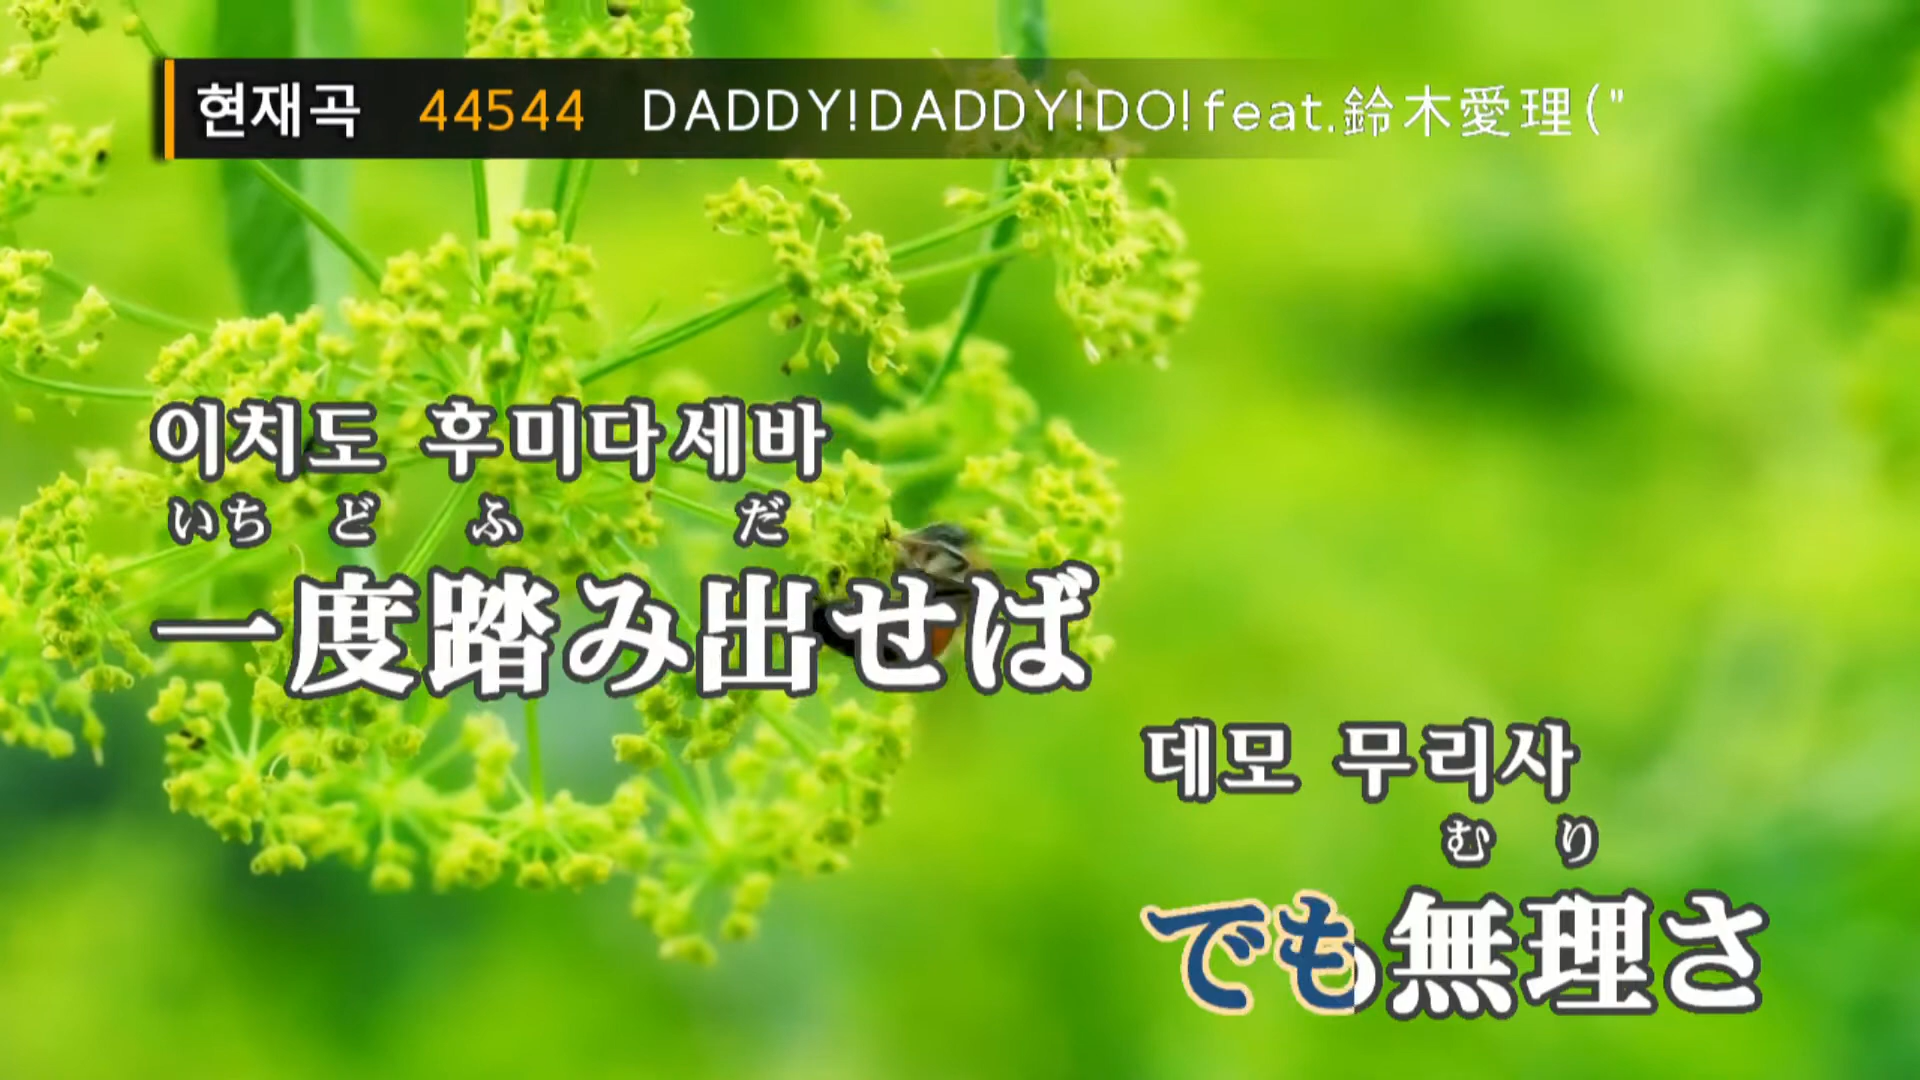 현재곡 44544 DADDY!DADDY!DO!feat.鈴木愛理("
이치도 후미다세바
いち ど ふ だ
一度踏み出せば
데모 무리사
む り
でも無理さ